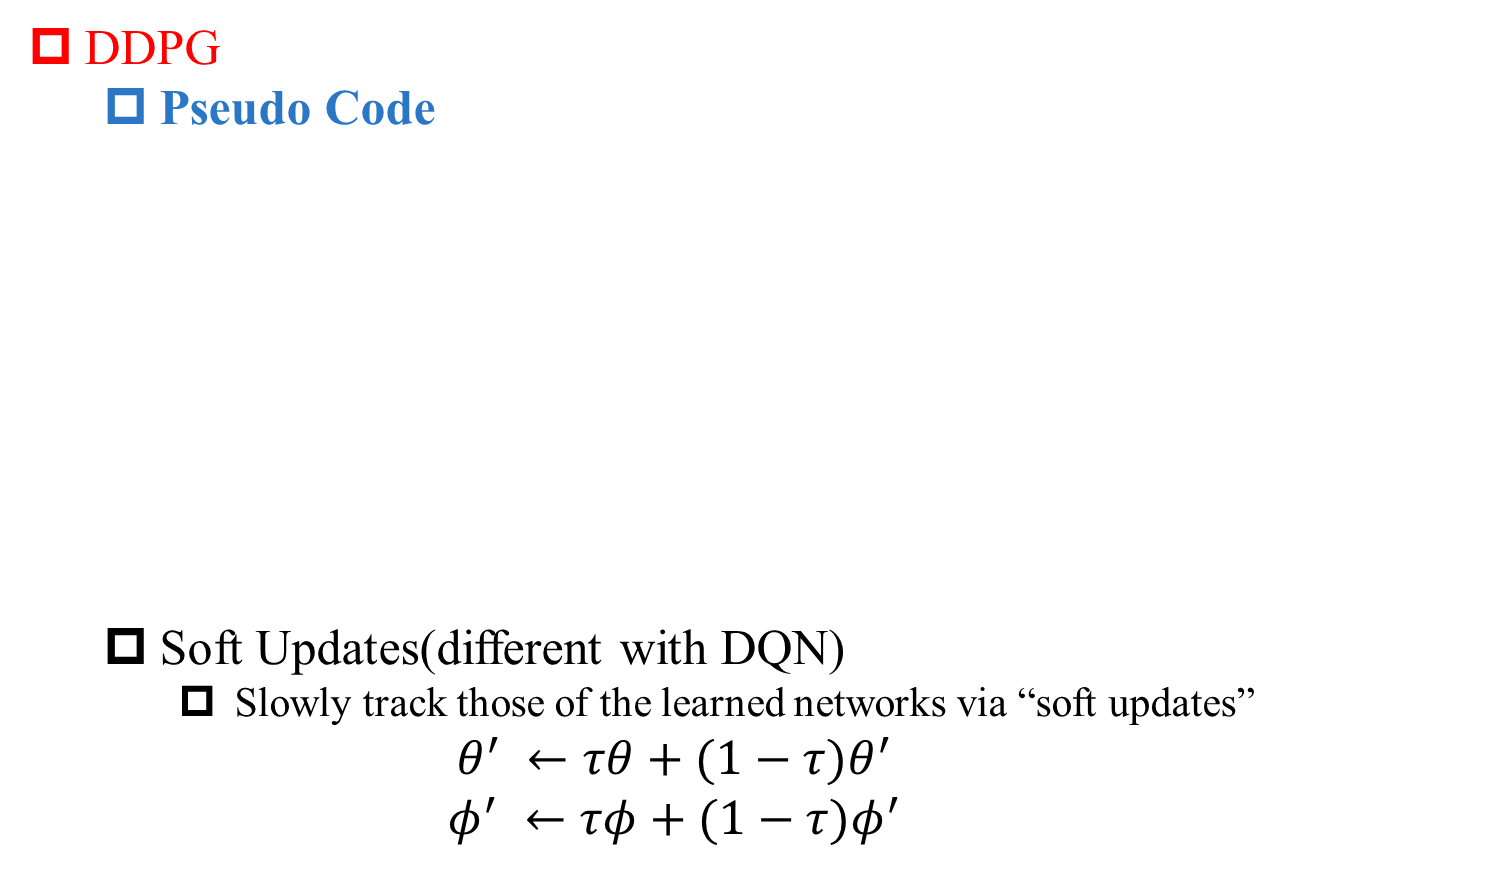 DDPG
Pseudo Code
Soft Updates(different with DQN)
Slowly track those of the learned networks via “soft updates”
𝜃′ ← 𝜏𝜃 + (1 − 𝜏)𝜃′
𝜙′ ← 𝜏𝜙 + (1 − 𝜏)𝜙′